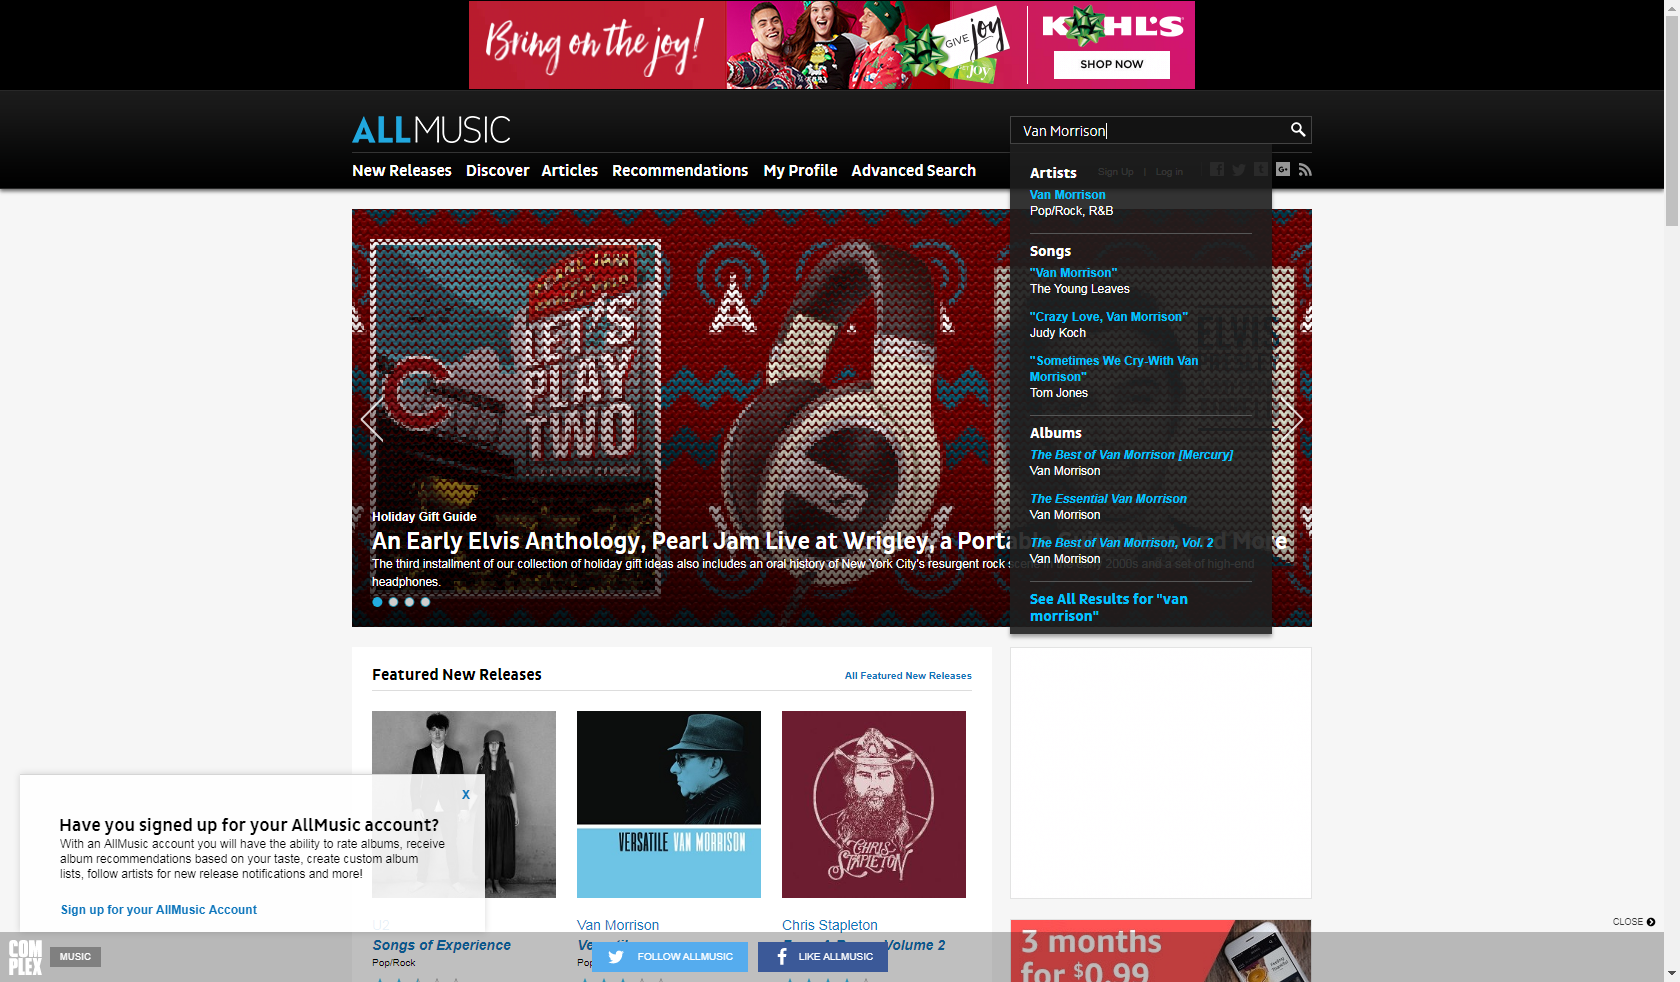 Bring on the joy!
GIVE joy
GET joy
KOHL'S
SHOP NOW
ALLMUSIC
Van Morrison
New Releases Discover Articles Recommendations My Profile Advanced Search
Sign Up | Log in
Artists
Van Morrison
Pop/Rock, R&B
Songs
"Van Morrison"
The Young Leaves
"Crazy Love, Van Morrison"
Judy Koch
"Sometimes We Cry-With Van
Morrison"
Tom Jones
Albums
The Best of Van Morrison [Mercury]
Van Morrison
The Essential Van Morrison
Van Morrison
The Best of Van Morrison, Vol. 2
Van Morrison
See All Results for "van
morrison"
LET'S
PLAY
TWO
ELVIS
Holiday Gift Guide
An Early Elvis Anthology, Pearl Jam Live at Wrigley, a Porta
The third installment of our collection of holiday gift ideas also includes an oral history of New York City's resurgent rock scene 2000s and a set of high-end
headphones.
Featured New Releases
All Featured New Releases
VERSATILE VAN MORRISON
CHRIS
STAPLETON
X
Have you signed up for your AllMusic account?
With an AllMusic account you will have the ability to rate albums, receive
album recommendations based on your taste, create custom album
lists, follow artists for new release notifications and more!
Sign up for your AllMusic Account
U2
Songs of Experience
Pop/Rock
Van Morrison
Chris Stapleton
Volume 2
3 months
for $0.99
CLOSE
COMPLEX
MUSIC
FOLLOW ALLMUSIC
LIKE ALLMUSIC